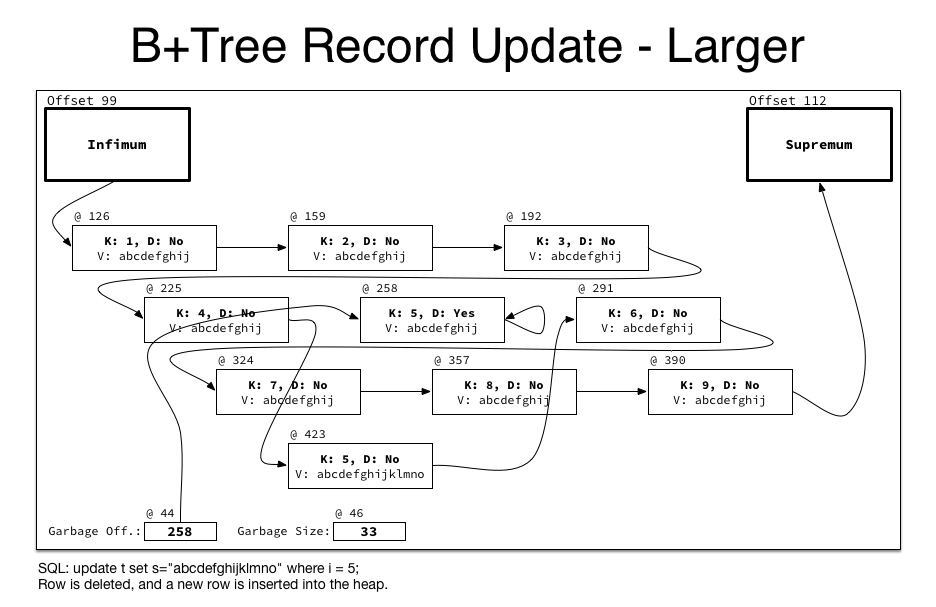 B+Tree Record Update - Larger
Offset 99
Offset 112
Infimum
Supremum
@ 126
@ 159
@ 192
K: 1, D: No
V: abcdefghij
K: 2, D: No
V: abcdefghij
K: 3, D: No
V: abcdefghij
@ 225
@ 258
@ 291
K: 4, D: No
V: abcdefghij
K: 5, D: Yes
V: abcdefghij
K: 6, D: No
V: abcdefghij
@ 324
@ 357
@ 390
K: 7, D: No
V: abcdefghij
K: 8, D: No
V: abcdefghij
K: 9, D: No
V: abcdefghij
@ 423
K: 5, D: No
V: abcdefghijklmno
@ 44
@ 46
Garbage Off.: 258
Garbage Size: 33
SQL: update t set s="abcdefghijklmno" where i = 5;
Row is deleted, and a new row is inserted into the heap.